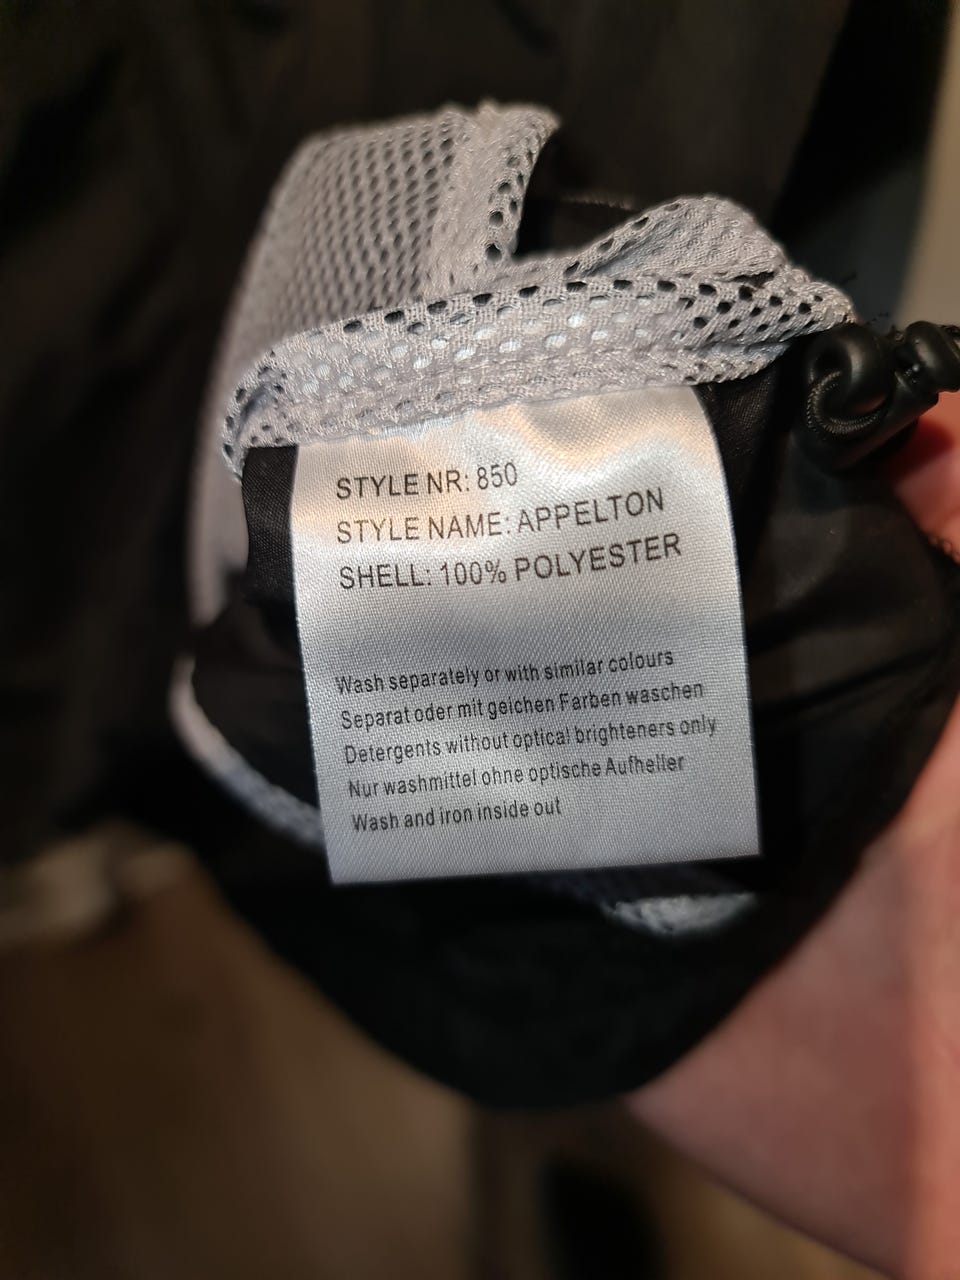 STYLE NR: 850
STYLE NAME: APPELTON
SHELL: 100% POLYESTER
Wash separately or with similar colours
Separat oder mit geichen Farben waschen
Detergents without optical brighteners only
Nur washmittel ohne optische Aufheller
Wash and iron inside out